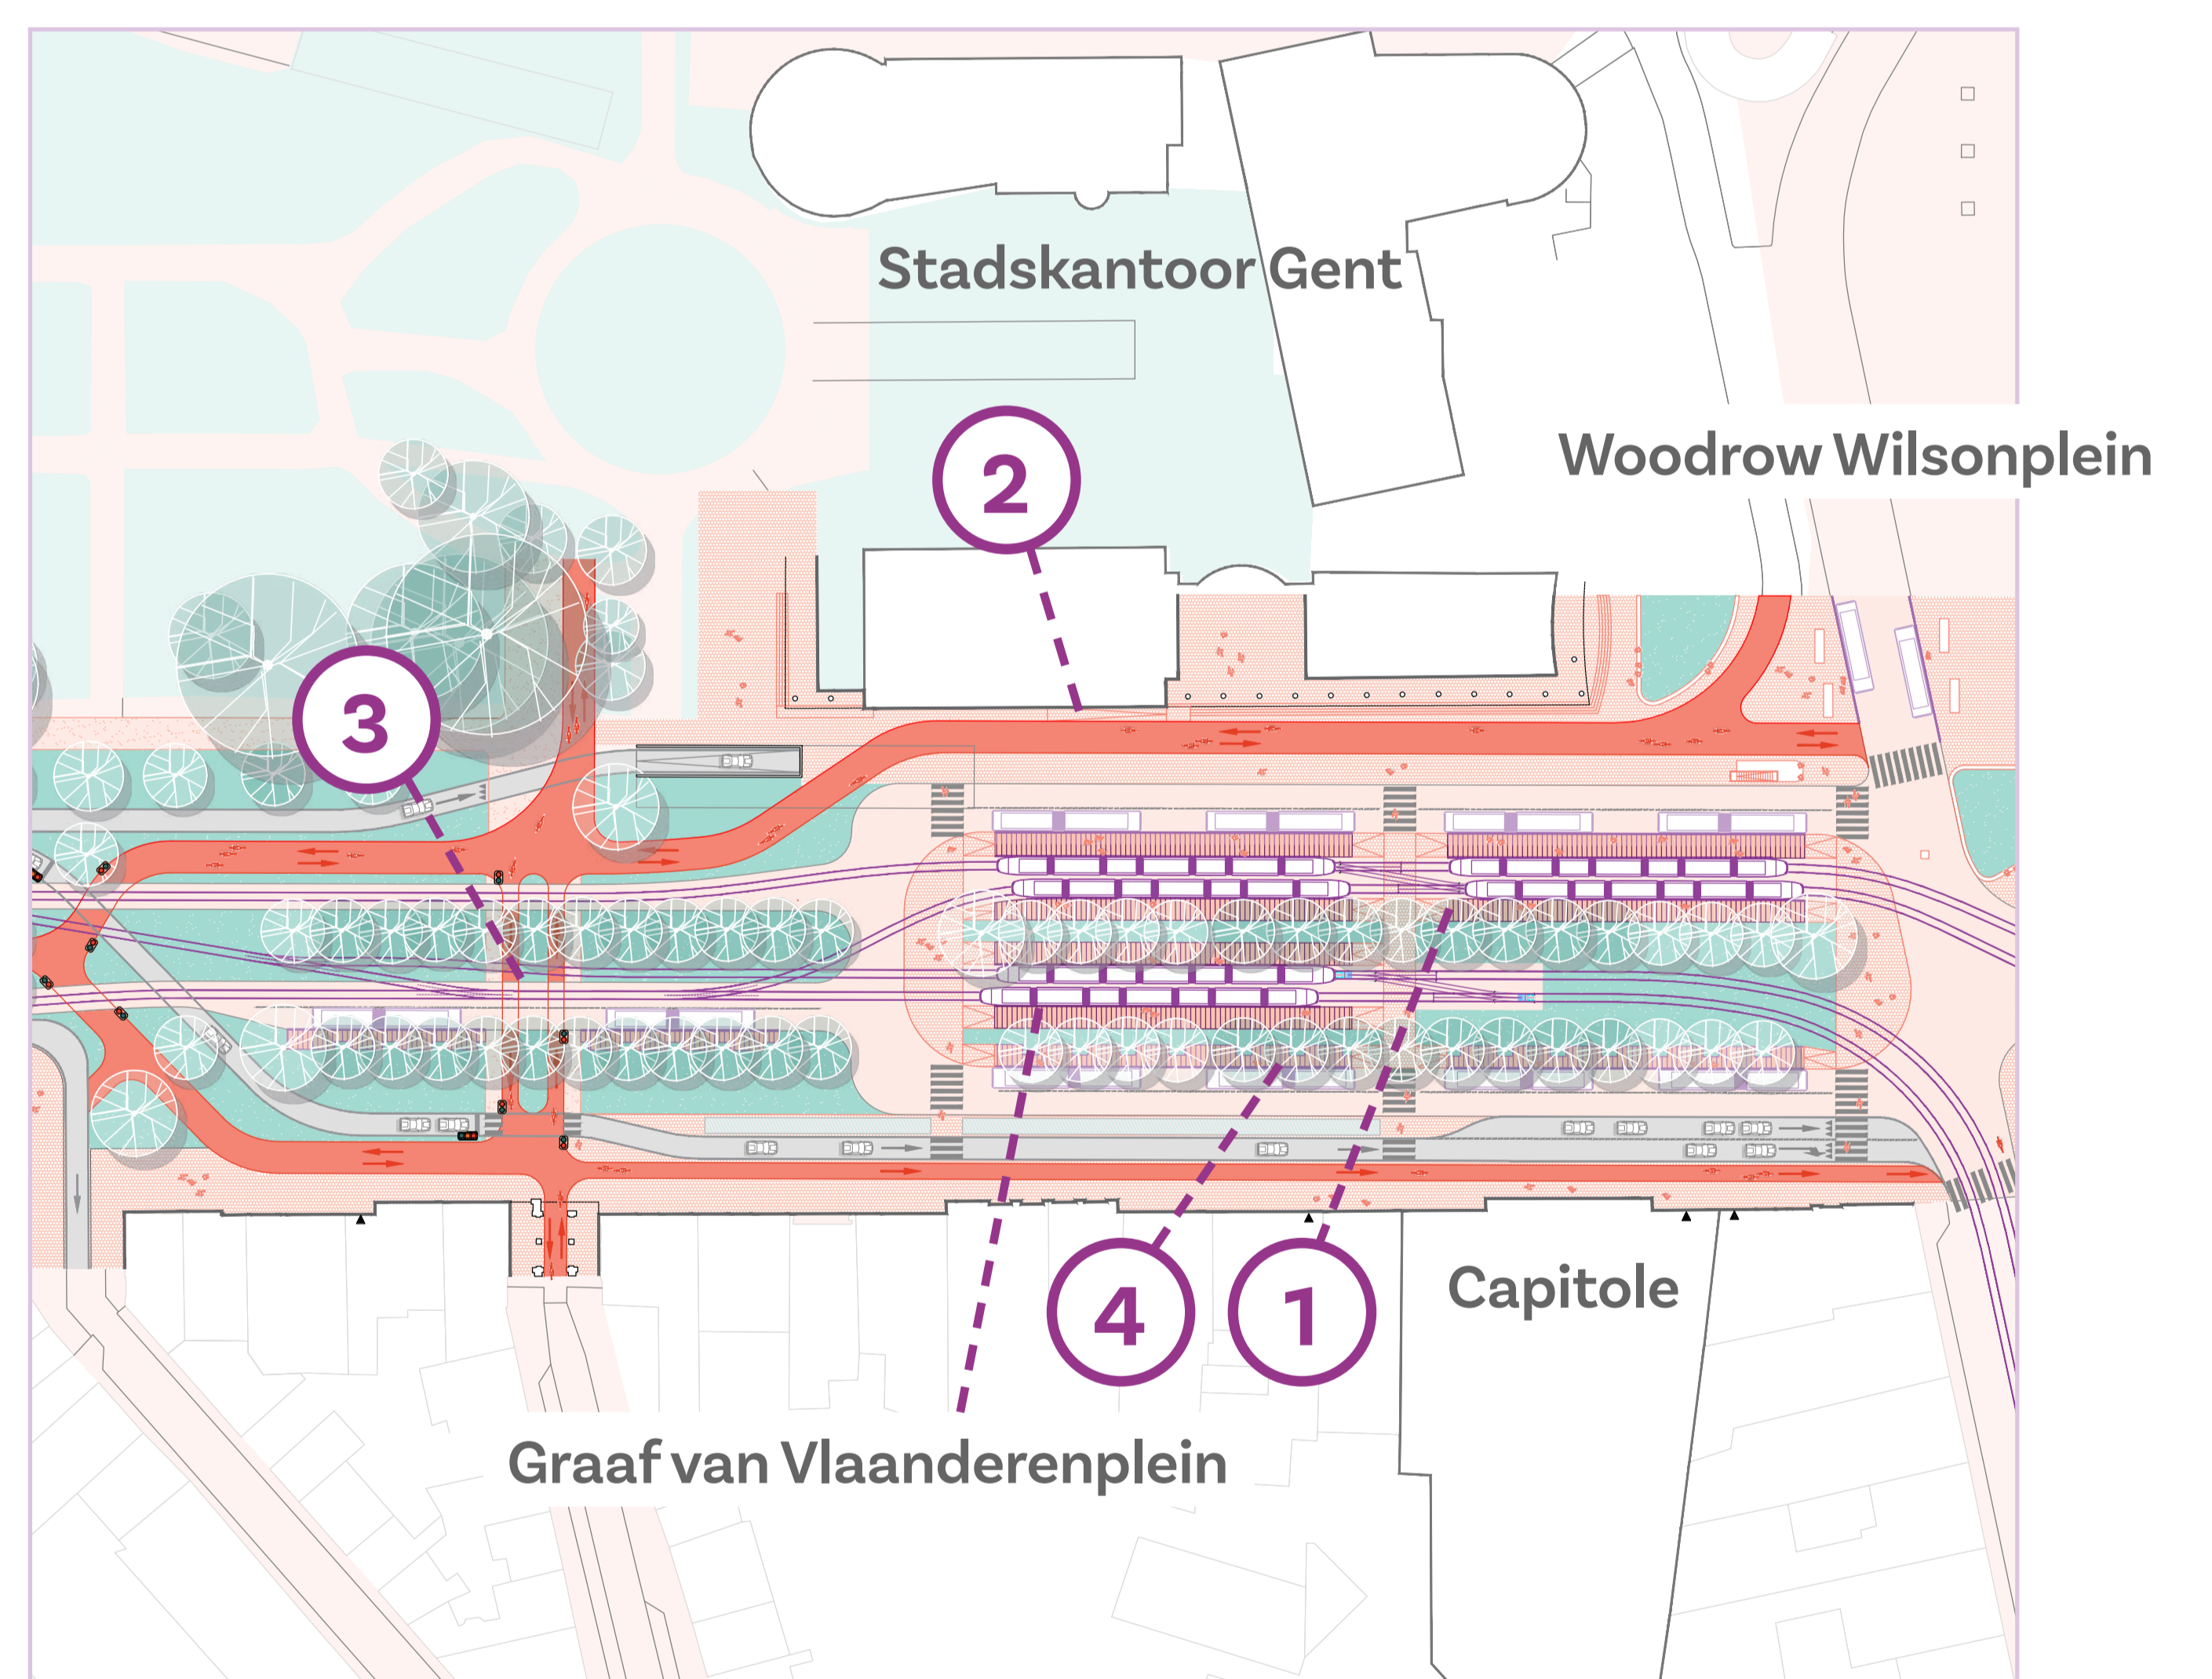 Stadskantoor Gent
Woodrow Wilsonplein
2
3
4
1
Capitole
Graaf van Vlaanderenplein